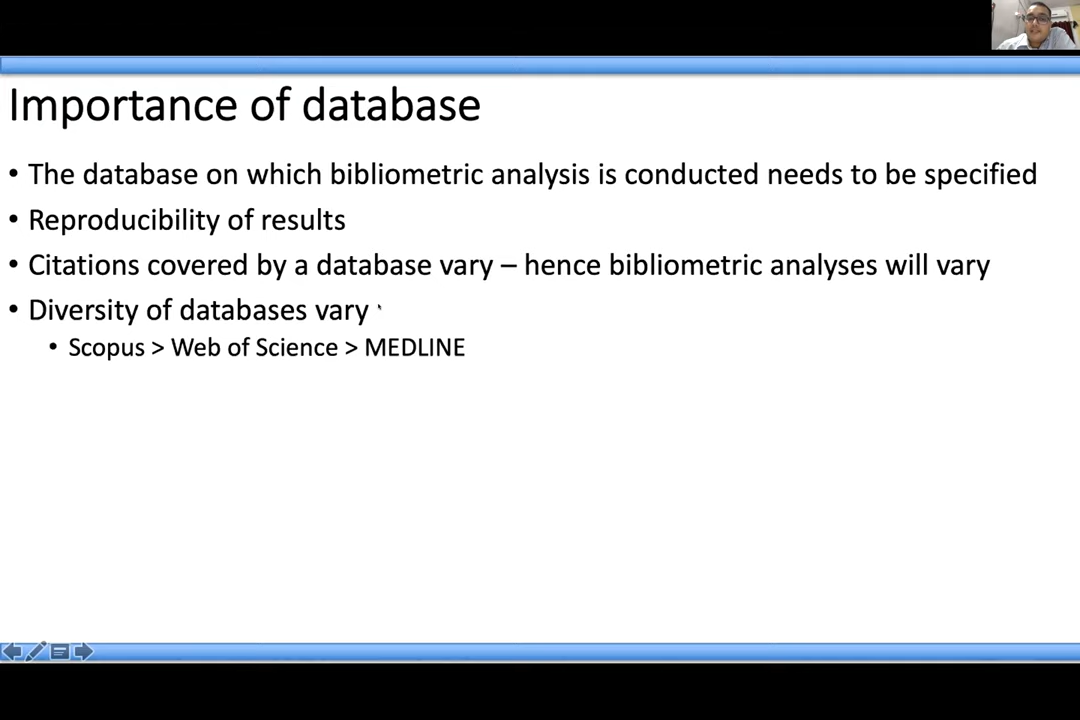 Importance of database
• The database on which bibliometric analysis is conducted needs to be specified
• Reproducibility of results
• Citations covered by a database vary – hence bibliometric analyses will vary
• Diversity of databases vary
• Scopus > Web of Science > MEDLINE